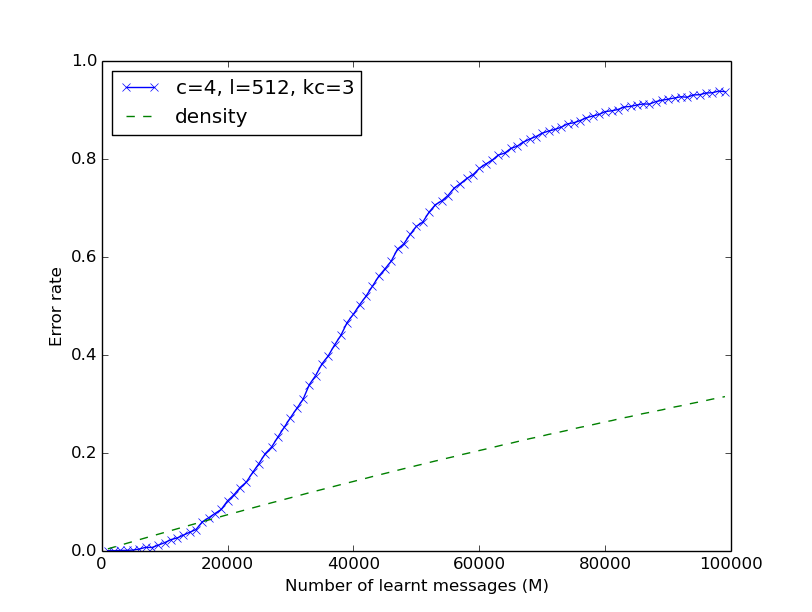 c=4, l=512, kc=3
density
Error rate
1.0
0.8
0.6
0.4
0.2
0.0
0 20000 40000 60000 80000 100000
Number of learnt messages (M)